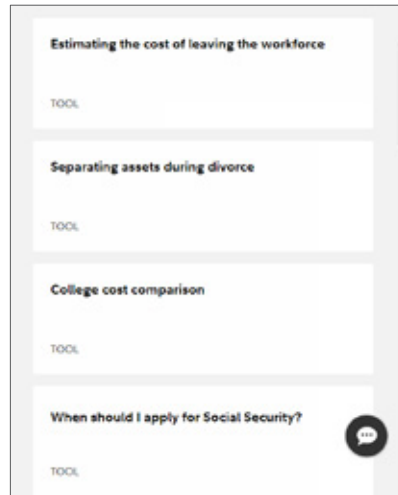 Estimating the cost of leaving the workforce
TOOL
Separating assets during divorce
TOOL
College cost comparison
TOOL
When should I apply for Social Security?
TOOL